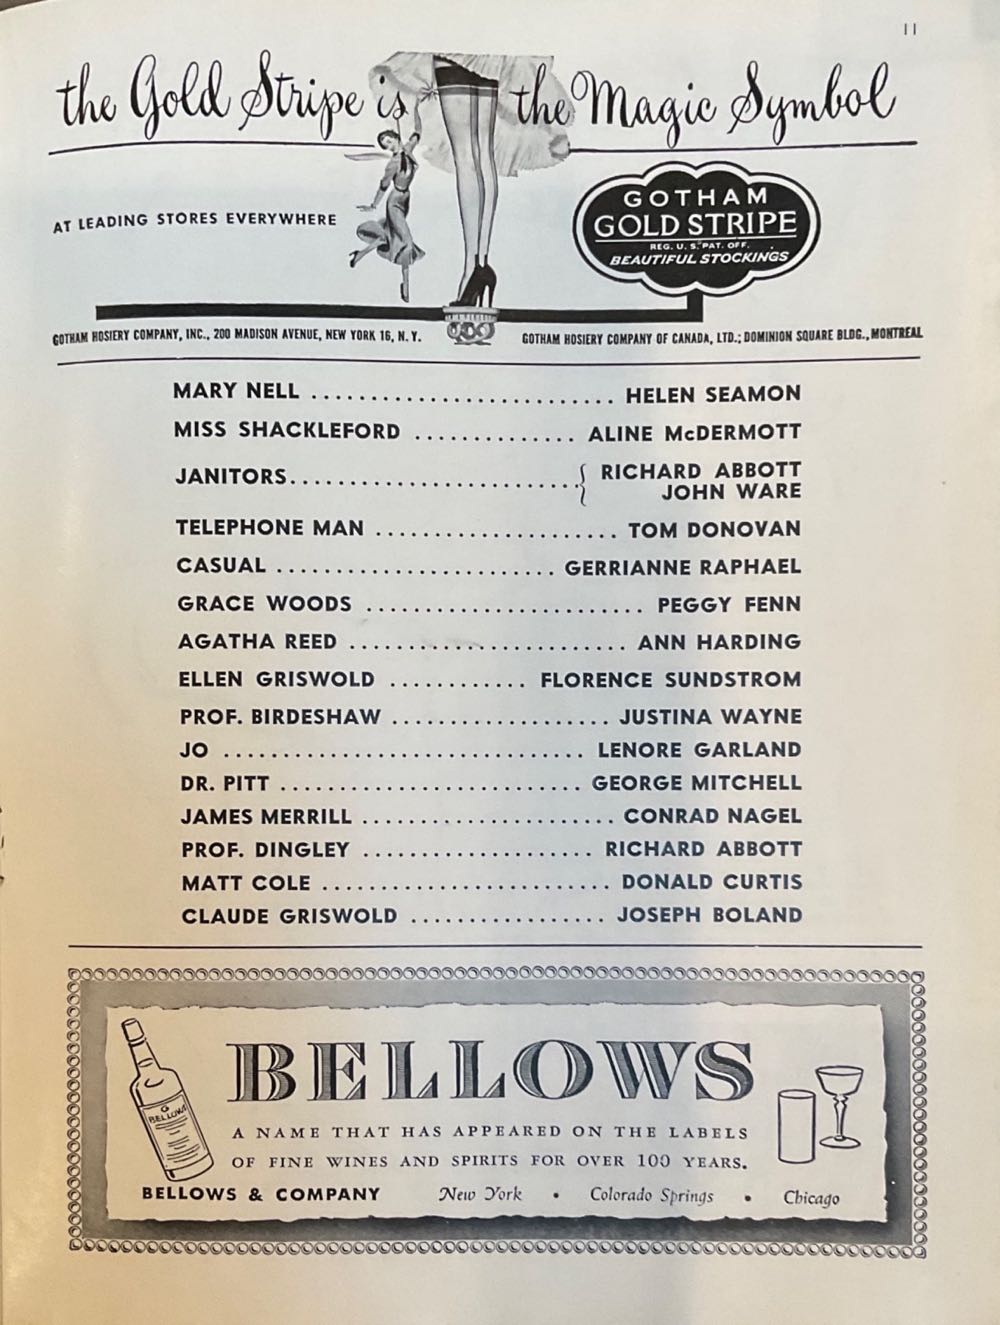 11
the Gold Stripe is the Magic Symbol
AT LEADING STORES EVERYWHERE
GOTHAM
GOLD STRIPE
REG. U. S. PAT. OFF.
BEAUTIFUL STOCKINGS
GOTHAM HOSIERY COMPANY, INC., 200 MADISON AVENUE, NEW YORK 16, N. Y. GOTHAM HOSIERY COMPANY OF CANADA, LTD.; DOMINION SQUARE BLDG., MONTREAL
MARY NELL .......................... HELEN SEAMON
MISS SHACKLEFORD .............. ALINE McDERMOTT
JANITORS.......................... { RICHARD ABBOTT
JOHN WARE
TELEPHONE MAN ...................... TOM DONOVAN
CASUAL ......................... GERRIANNE RAPHAEL
GRACE WOODS ......................... PEGGY FENN
AGATHA REED ......................... ANN HARDING
ELLEN GRISWOLD ............ FLORENCE SUNDSTROM
PROF. BIRDESHAW .................... JUSTINA WAYNE
JO ................................. LENORE GARLAND
DR. PITT ........................... GEORGE MITCHELL
JAMES MERRILL ....................... CONRAD NAGEL
PROF. DINGLEY ..................... RICHARD ABBOTT
MATT COLE .......................... DONALD CURTIS
CLAUDE GRISWOLD .................. JOSEPH BOLAND
BELLOWS
BELLOWS
A NAME THAT HAS APPEARED ON THE LABELS
OF FINE WINES AND SPIRITS FOR OVER 100 YEARS.
BELLOWS & COMPANY New York • Colorado Springs • Chicago